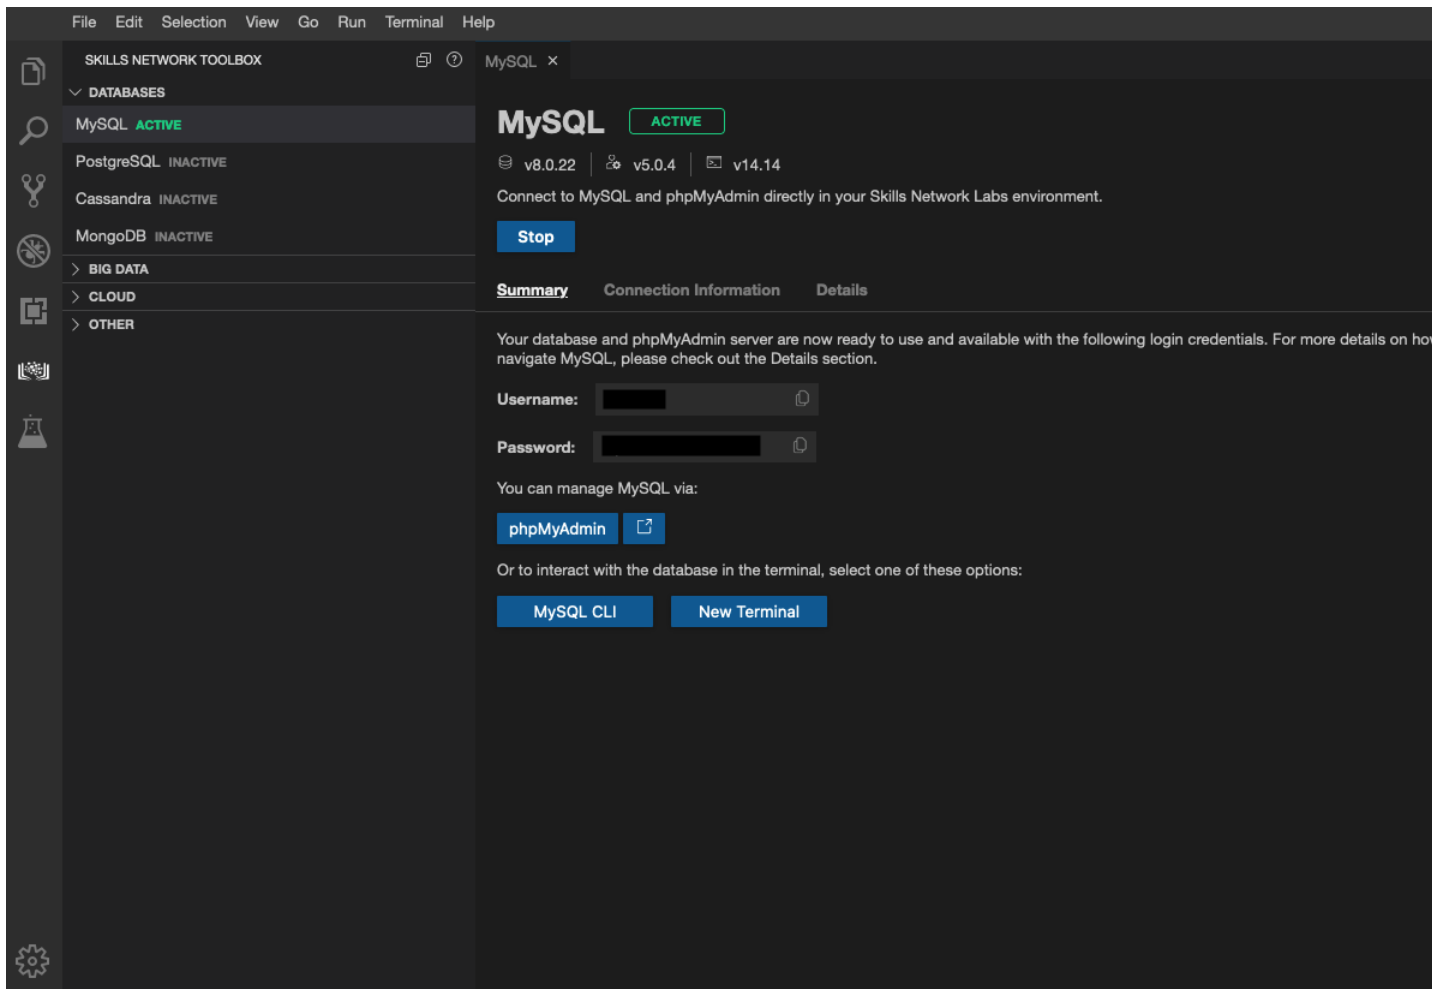 File Edit Selection View Go Run Terminal Help
SKILLS NETWORK TOOLBOX
DATABASES
MySQL ACTIVE
PostgreSQL INACTIVE
Cassandra INACTIVE
MongoDB INACTIVE
BIG DATA
CLOUD
OTHER
MySQL ×
MySQL ACTIVE
v8.0.22 v5.0.4 v14.14
Connect to MySQL and phpMyAdmin directly in your Skills Network Labs environment.
Stop
Summary Connection Information Details
Your database and phpMyAdmin server are now ready to use and available with the following login credentials. For more details on how
navigate MySQL, please check out the Details section.
Username:
Password:
You can manage MySQL via:
phpMyAdmin
Or to interact with the database in the terminal, select one of these options:
MySQL CLI New Terminal